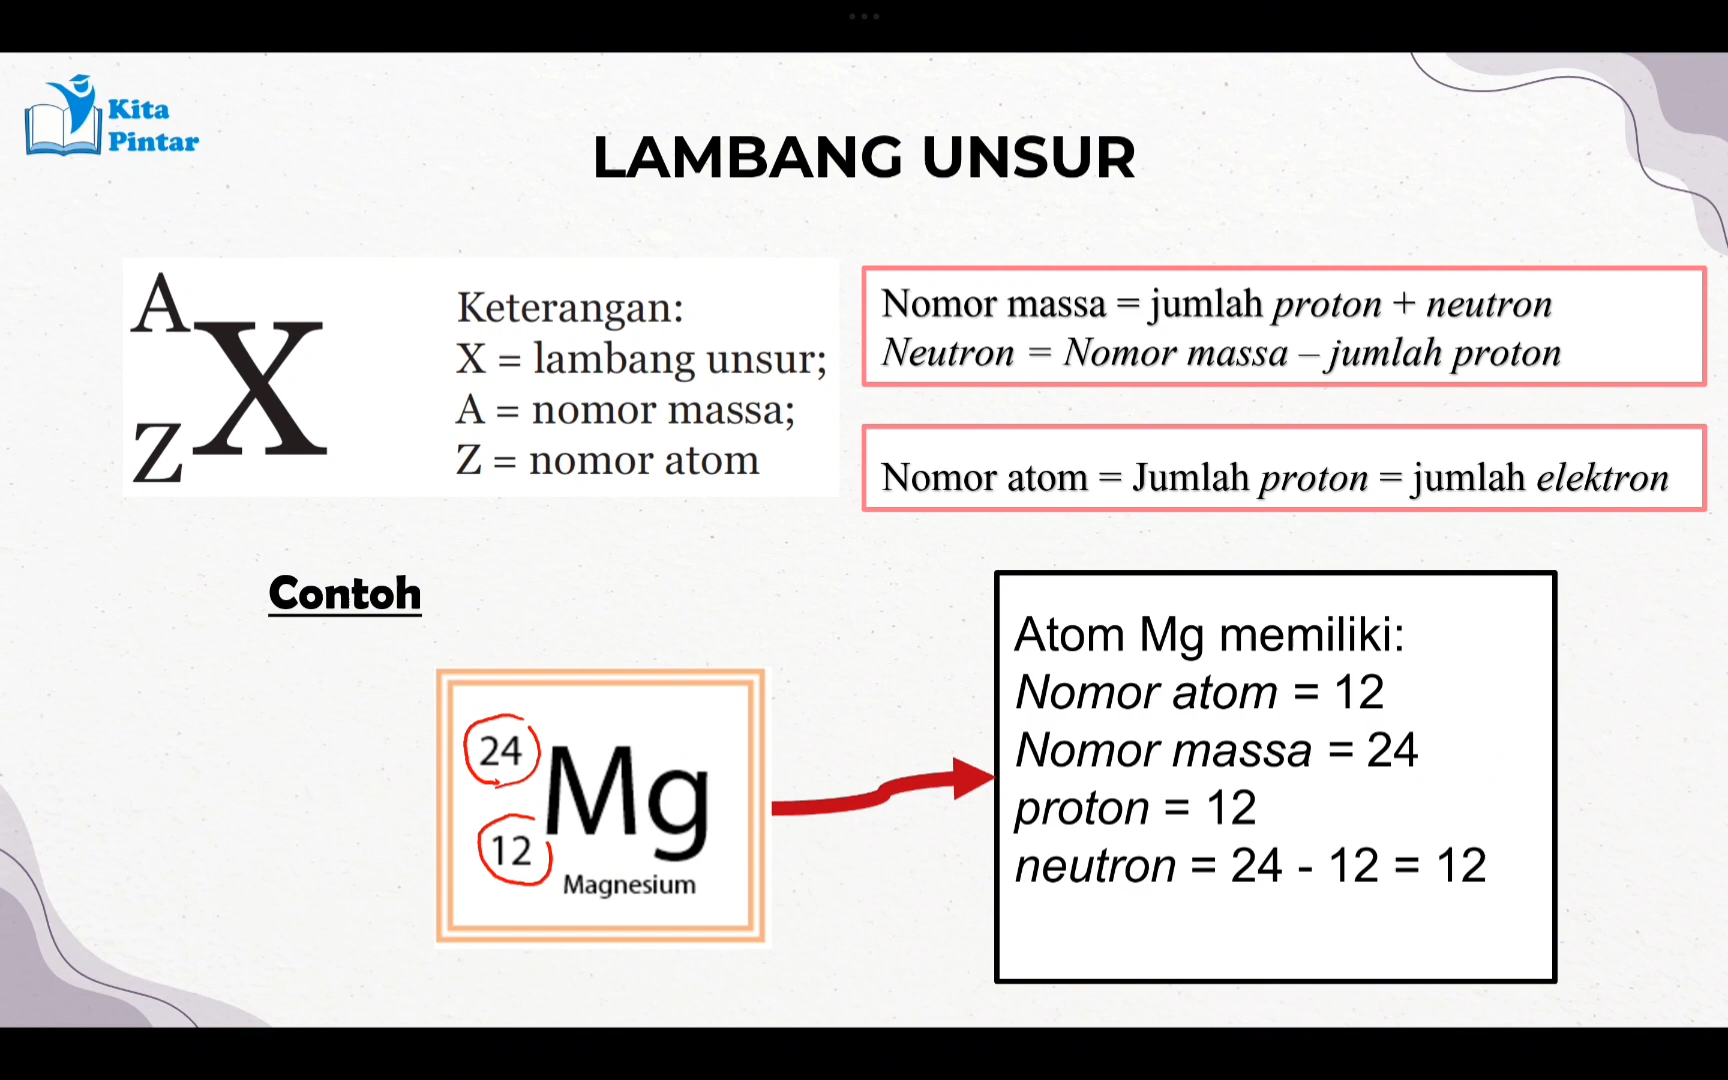 Kita
Pintar
LAMBANG UNSUR
A
X
Z
Keterangan:
X = lambang unsur;
A = nomor massa;
Z = nomor atom
Nomor massa = jumlah proton + neutron
Neutron = Nomor massa – jumlah proton
Nomor atom = Jumlah proton = jumlah elektron
Contoh
24
Mg
12
Magnesium
Atom Mg memiliki:
Nomor atom = 12
Nomor massa = 24
proton = 12
neutron = 24 - 12 = 12